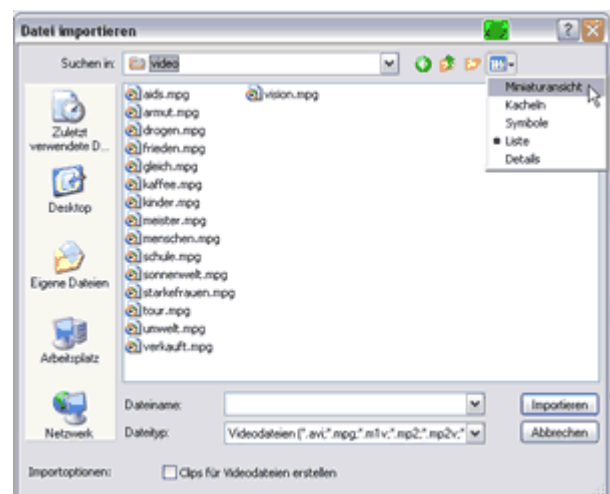 Datei importieren
Suchen in:
video
Miniaturansicht
Kacheln
Symbole
Liste
Details
Zuletzt
verwendete D...
Desktop
Eigene Dateien
Arbeitsplatz
Netzwerk
aids.mpg
armut.mpg
drogen.mpg
frieden.mpg
gleich.mpg
kaffee.mpg
kinder.mpg
meister.mpg
menschen.mpg
schule.mpg
sonnenwelt.mpg
starkefrauen.mpg
tour.mpg
umwelt.mpg
verkauft.mpg
vision.mpg
Dateiname:
Importieren
Dateityp:
Videodateien (*.avi;*.mpg;*.m1v;*.mp2;*.mp2v;*
Abbrechen
Importoptionen:
Clips für Videodateien erstellen